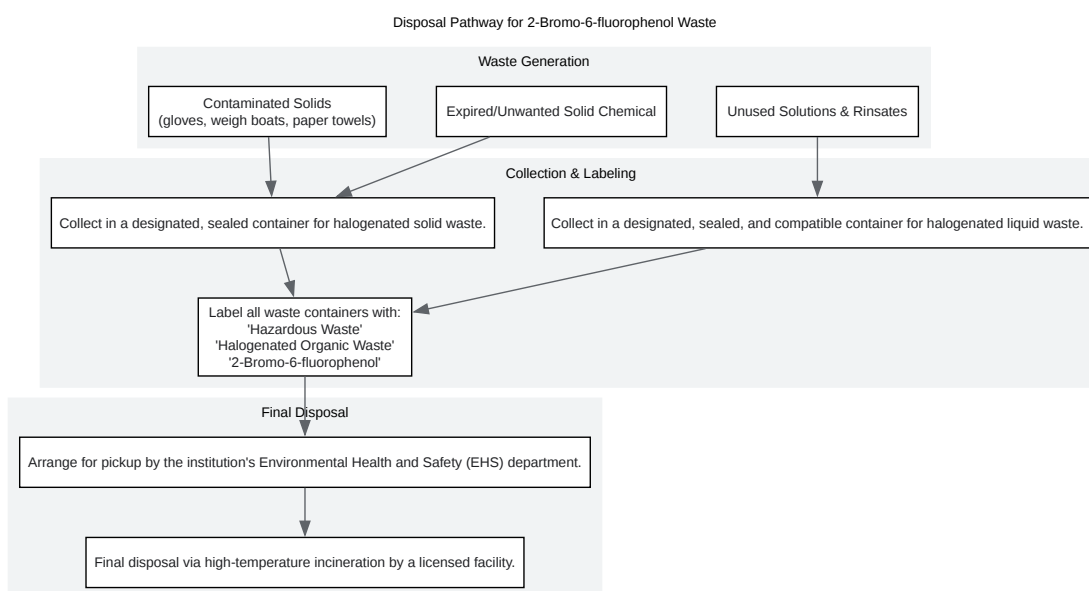 Disposal Pathway for 2-Bromo-6-fluorophenol Waste
Waste Generation
Contaminated Solids
(gloves, weigh boats, paper towels)
Expired/Unwanted Solid Chemical
Unused Solutions & Rinsates
Collection & Labeling
Collect in a designated, sealed container for halogenated solid waste.
Collect in a designated, sealed, and compatible container for halogenated liquid waste.
Label all waste containers with:
'Hazardous Waste'
'Halogenated Organic Waste'
'2-Bromo-6-fluorophenol'
Final Disposal
Arrange for pickup by the institution's Environmental Health and Safety (EHS) department.
Final disposal via high-temperature incineration by a licensed facility.